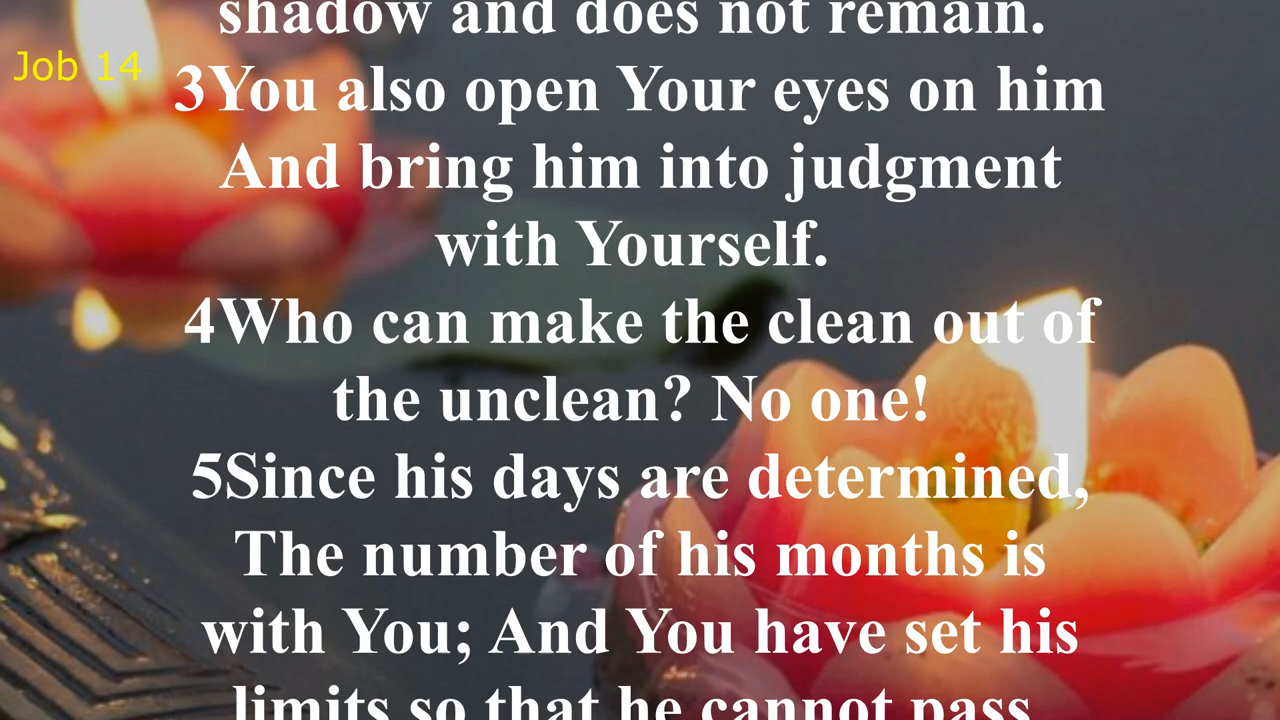 shadow and does not remain.
Job 14
3You also open Your eyes on him
And bring him into judgment
with Yourself.
4Who can make the clean out of
the unclean? No one!
5Since his days are determined,
The number of his months is
with You; And You have set his
limits so that he cannot pass.